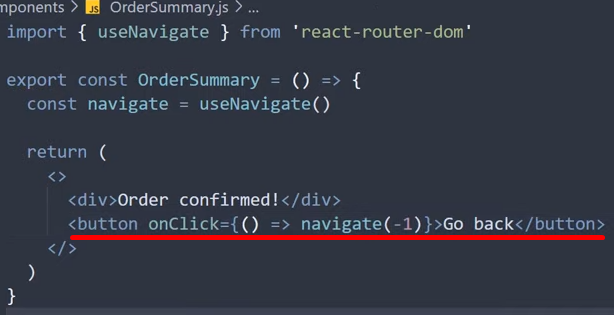 mponents > JS OrderSummary.js > ...
import { useNavigate } from 'react-router-dom'
export const OrderSummary = () => {
const navigate = useNavigate()
return (
<>
<div>Order confirmed!</div>
<button onClick={() => navigate(-1)}>Go back</button>
</>
)
}